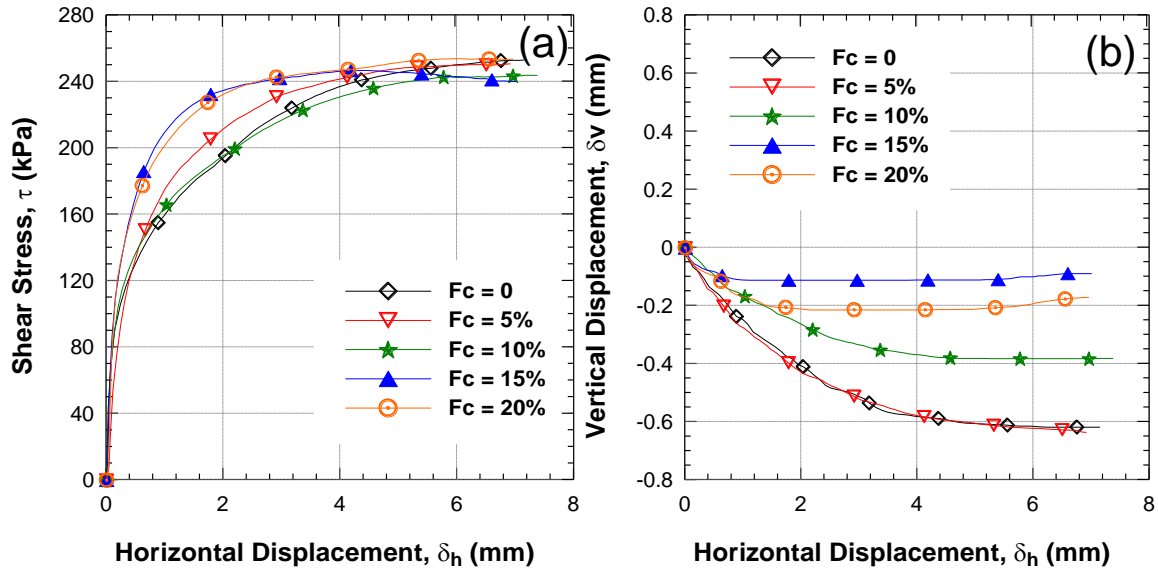 (a)
Shear Stress, τ (kPa)
280
240
200
160
120
80
40
0
Fc = 0
Fc = 5%
Fc = 10%
Fc = 15%
Fc = 20%
0 2 4 6 8
Horizontal Displacement, δh (mm)
(b)
Vertical Displacement, δv (mm)
0.8
0.6
0.4
0.2
0
-0.2
-0.4
-0.6
-0.8
Fc = 0
Fc = 5%
Fc = 10%
Fc = 15%
Fc = 20%
0 2 4 6 8
Horizontal Displacement, δh (mm)